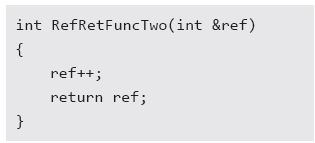 int RefRetFuncTwo(int &ref)
{
    ref++;
    return ref;
}